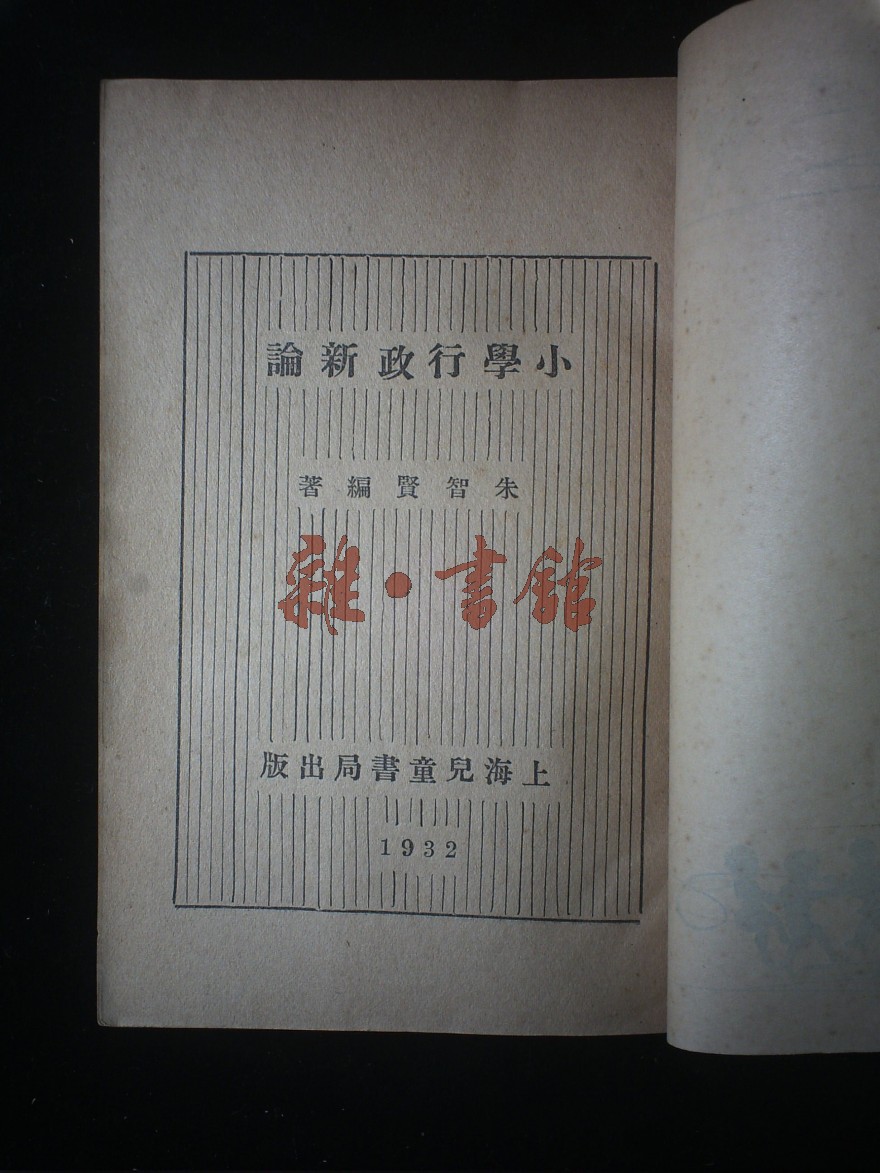 小學行政新論
朱智賢編著
雜·書館
上海兒童書局出版
1932